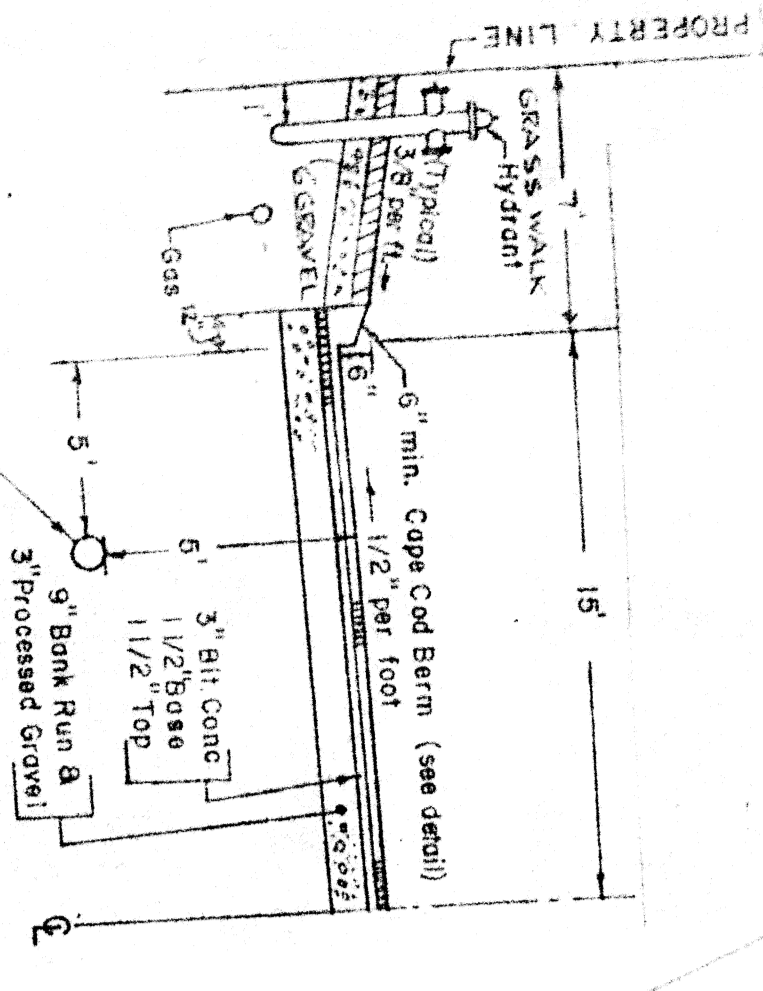 PROPERTY LINE
7'
GRASS WALK
Hydrant
(Typical)
3/8" per ft.
1'
6" GRAVEL
Gas
12"
6"
6" min. Cape Cod Berm (see detail)
15'
1/2" per foot
5'
5'
3" Bit. Conc
1 1/2" Base
1 1/2" Top
9" Bank Run &
3" Processed Gravel
℄